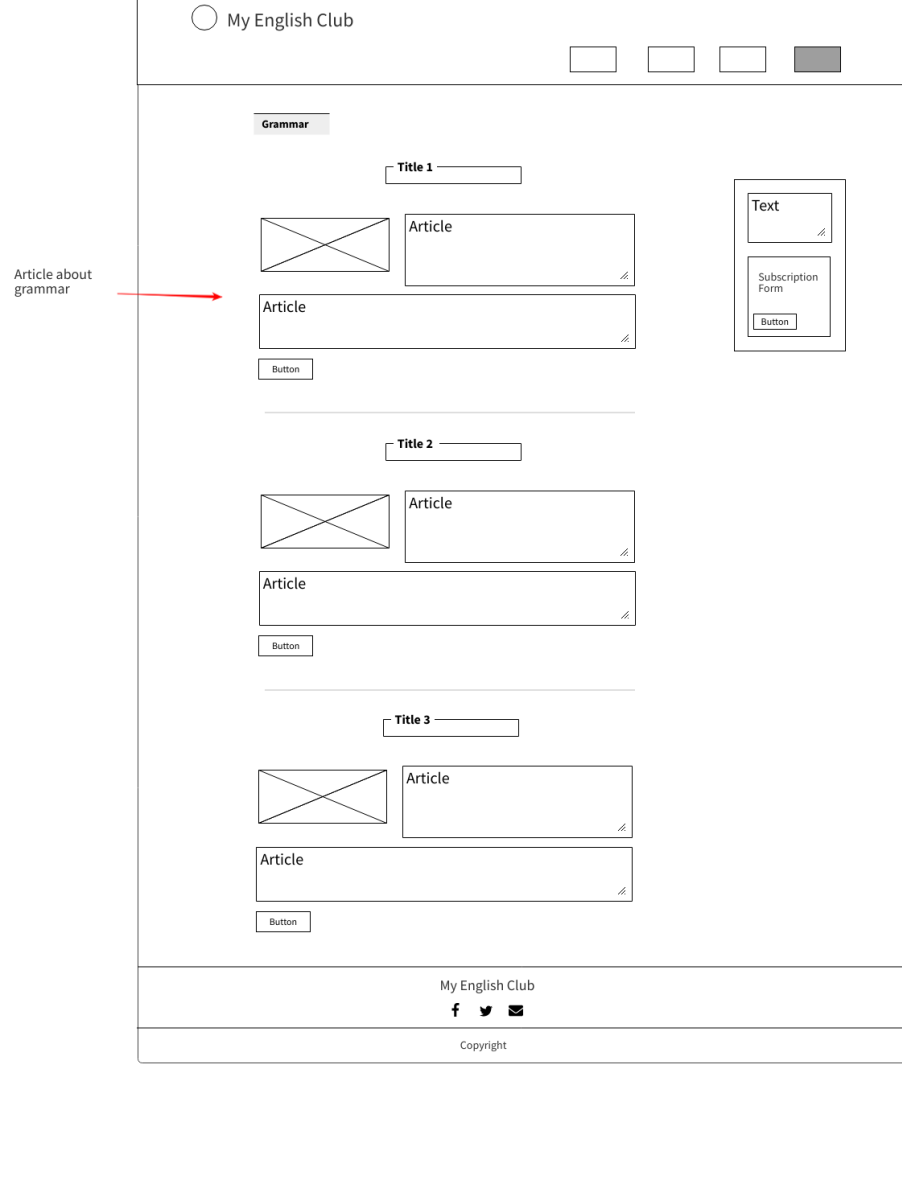 My English Club
Grammar
Title 1
Article
Text
Article about
grammar
Article
Subscription
Form
Button
Button
Title 2
Article
Article
Button
Title 3
Article
Article
Button
My English Club
Copyright